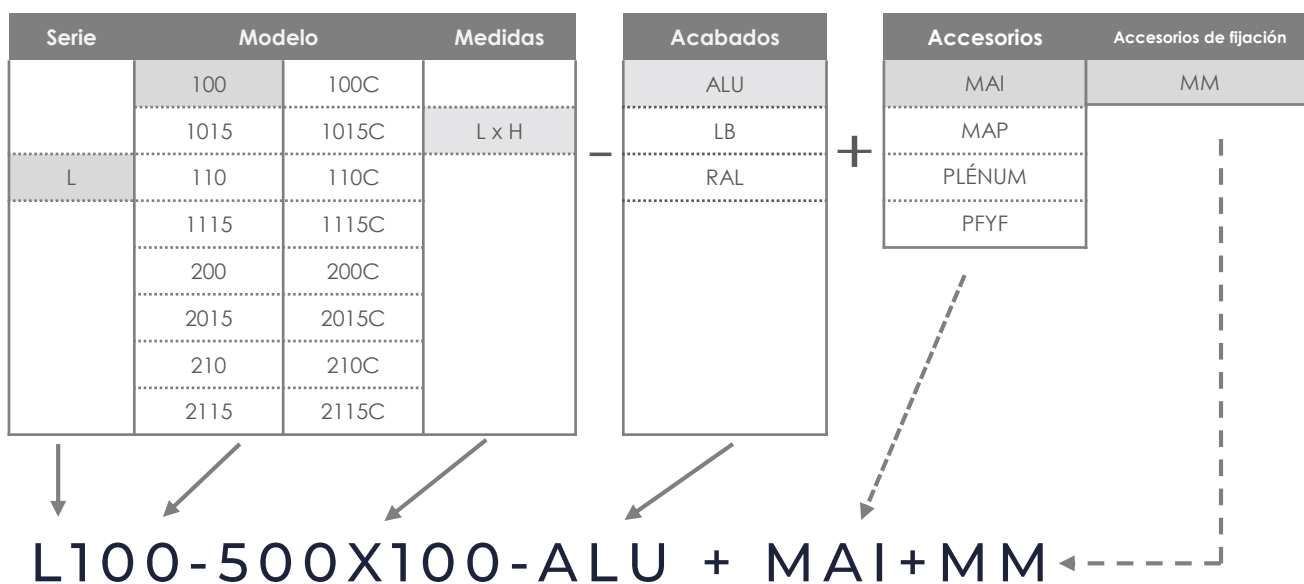 Serie Modelo Medidas Acabados Accesorios Accesorios de fijación
100 100C ALU MAI MM
1015 1015C L x H – LB + MAP
L 110 110C RAL PLÉNUM
1115 1115C PFYF
200 200C
2015 2015C
210 210C
2115 2115C
L100-500X100-ALU + MAI+MM